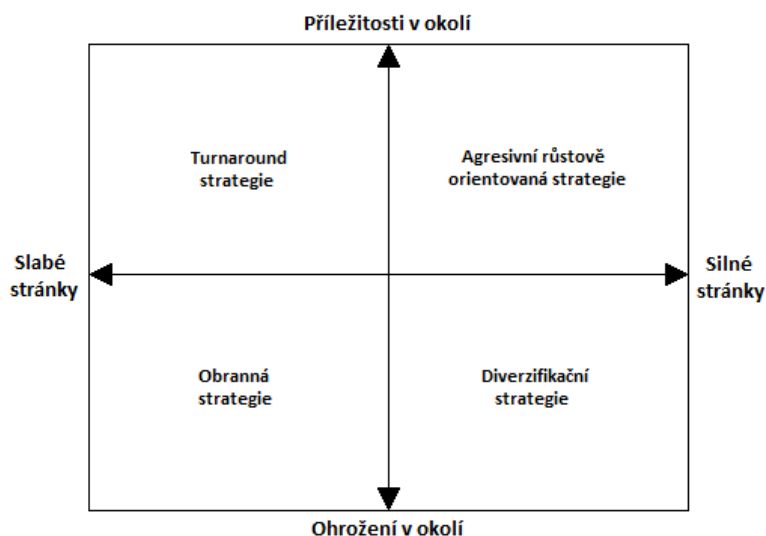 Příležitosti v okolí
Turnaround
strategie
Agresivní růstově
orientovaná strategie
Slabé
stránky
Silné
stránky
Obranná
strategie
Diverzifikační
strategie
Ohrožení v okolí